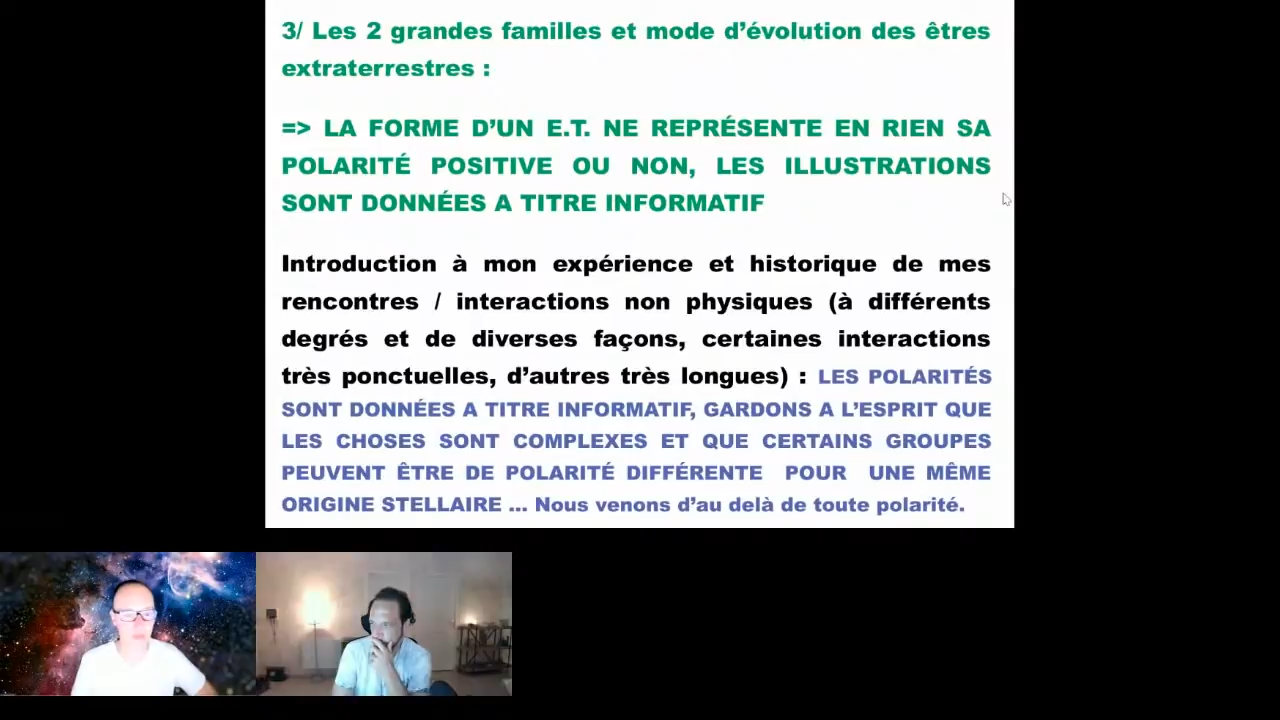 3/ Les 2 grandes familles et mode d’évolution des êtres
extraterrestres :
=> LA FORME D’UN E.T. NE REPRÉSENTE EN RIEN SA
POLARITÉ POSITIVE OU NON, LES ILLUSTRATIONS
SONT DONNÉES A TITRE INFORMATIF
Introduction à mon expérience et historique de mes
rencontres / interactions non physiques (à différents
degrés et de diverses façons, certaines interactions
très ponctuelles, d’autres très longues) : LES POLARITÉS
SONT DONNÉES A TITRE INFORMATIF, GARDONS A L’ESPRIT QUE
LES CHOSES SONT COMPLEXES ET QUE CERTAINS GROUPES
PEUVENT ÊTRE DE POLARITÉ DIFFÉRENTE POUR UNE MÊME
ORIGINE STELLAIRE ... Nous venons d’au delà de toute polarité.